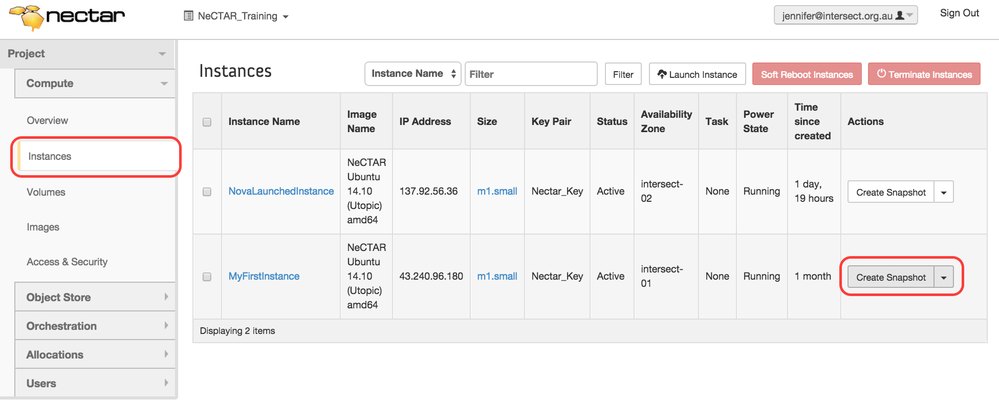 nectar
NeCTAR_Training
jennifer@intersect.org.au
Sign Out
Project
Compute
Overview
Instances
Volumes
Images
Access & Security
Object Store
Orchestration
Allocations
Users
Instances
Instance Name
Filter
Filter
Launch Instance
Soft Reboot Instances
Terminate Instances
Instance Name
Image
Name
IP Address
Size
Key Pair
Status
Availability
Zone
Task
Power
State
Time
since
created
Actions
NovaLaunchedInstance
NeCTAR
Ubuntu
14.10
(Utopic)
amd64
137.92.56.36
m1.small
Nectar_Key
Active
intersect-
02
None
Running
1 day,
19 hours
Create Snapshot
MyFirstInstance
NeCTAR
Ubuntu
14.10
(Utopic)
amd64
43.240.96.180
m1.small
Nectar_Key
Active
intersect-
01
None
Running
1 month
Create Snapshot
Displaying 2 items